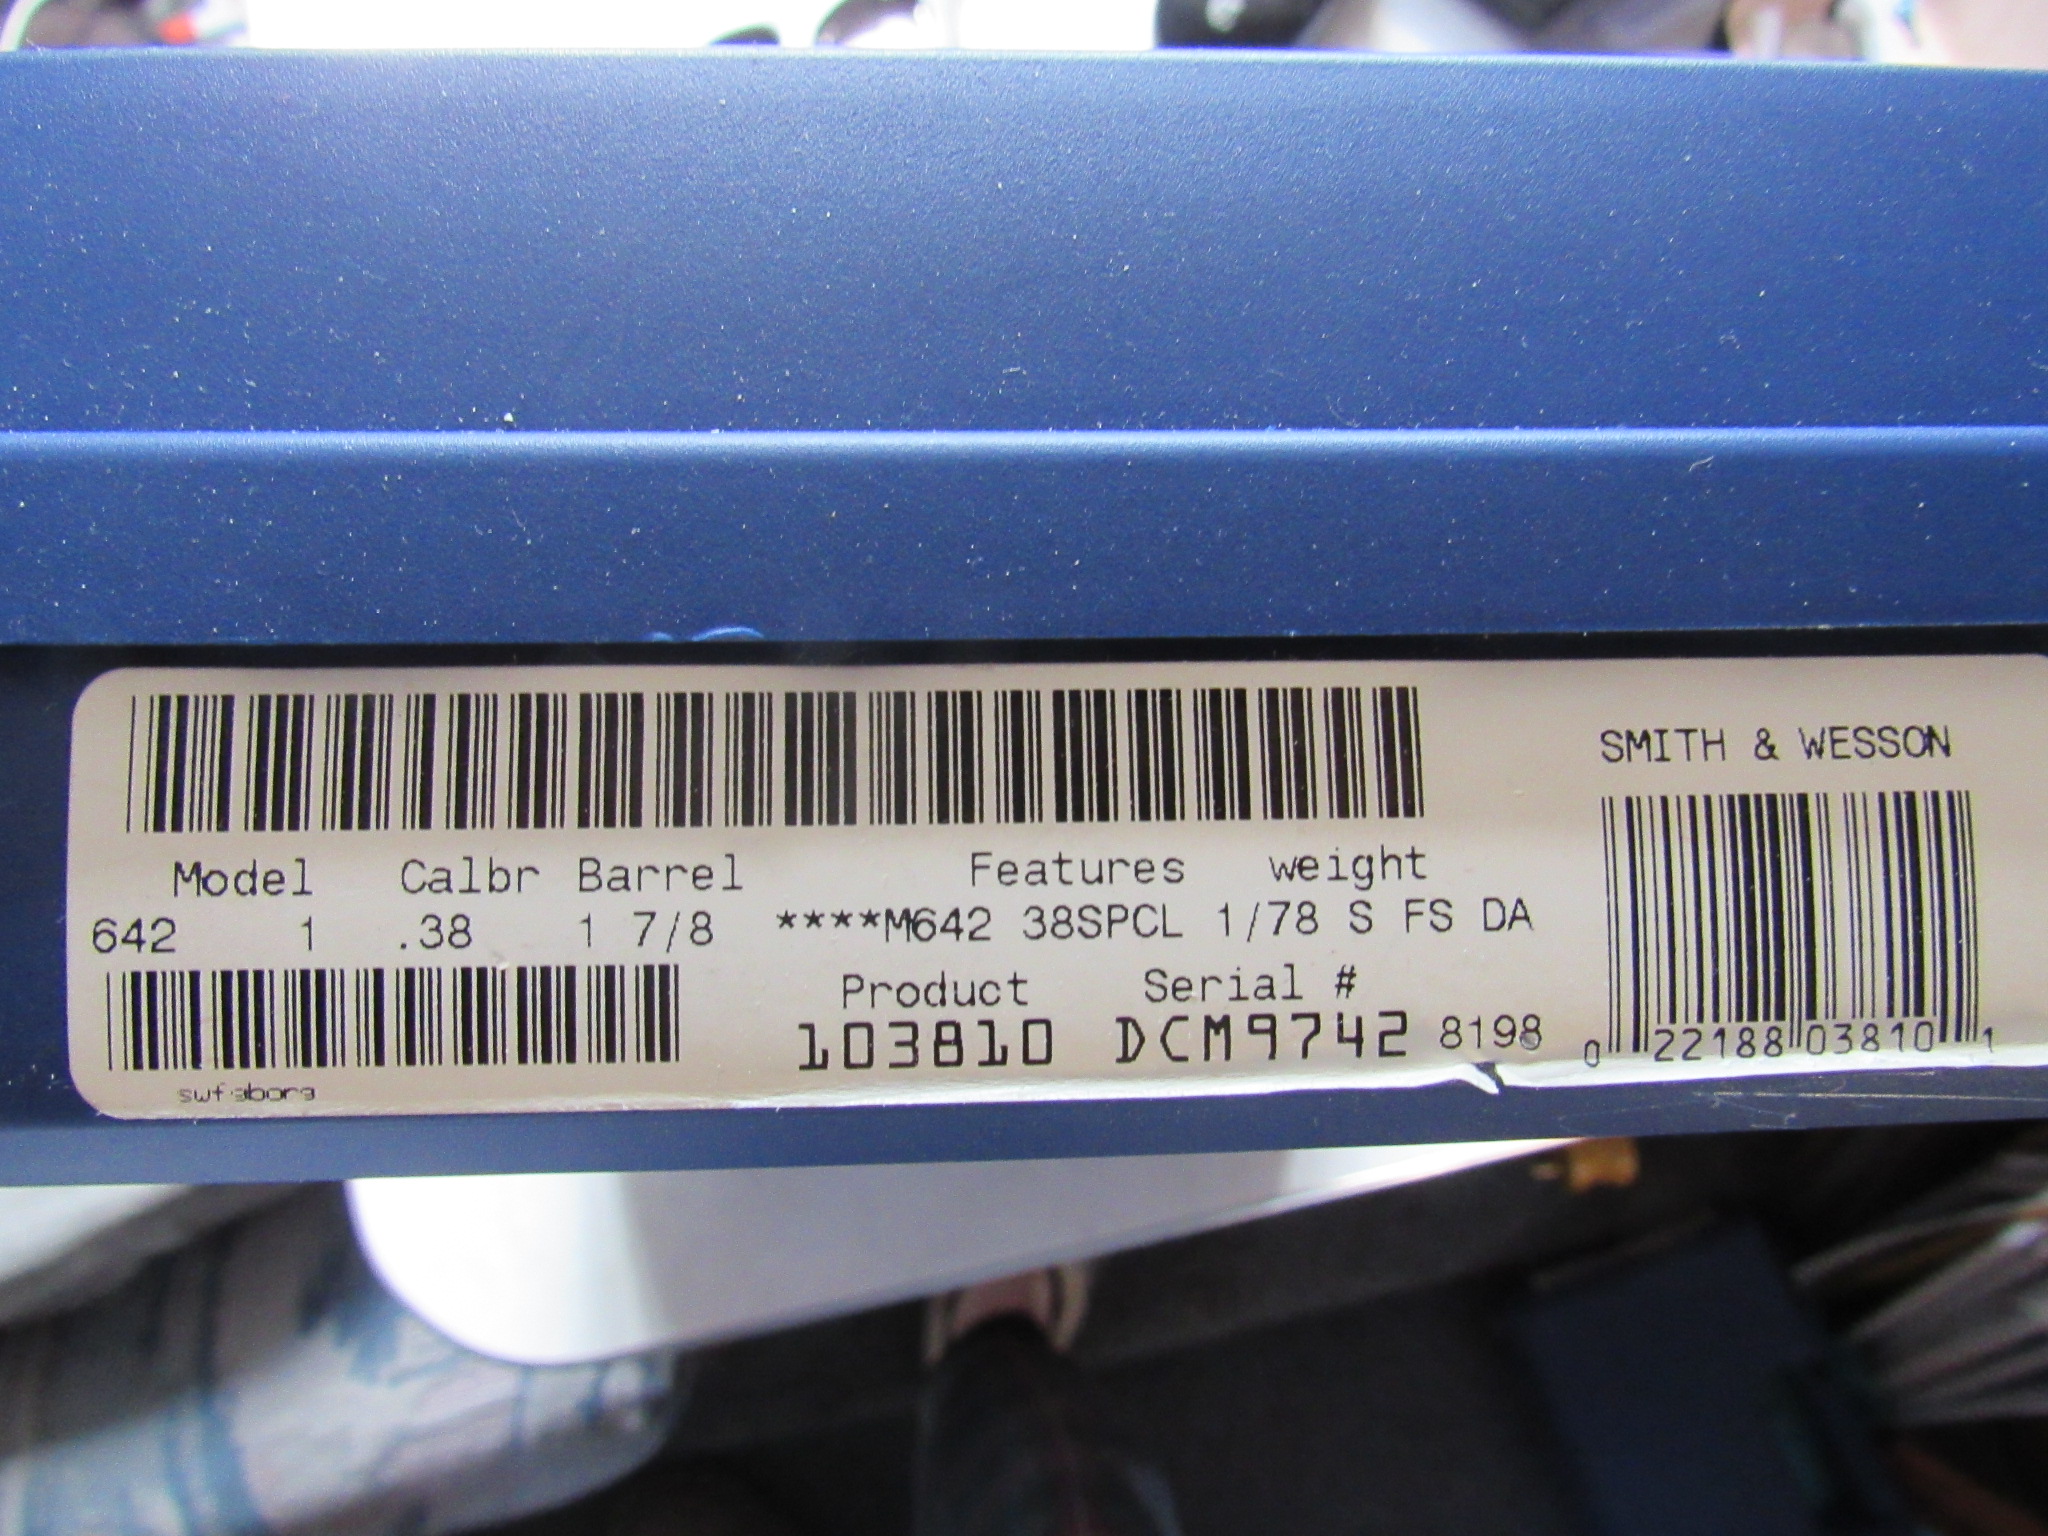 SMITH & WESSON
Model Calbr Barrel Features weight
642 1 .38 1 7/8 ****M642 38SPCL 1/78 S FS DA
Product Serial #
103810 DCM9742 8198
0 22188 03810 1